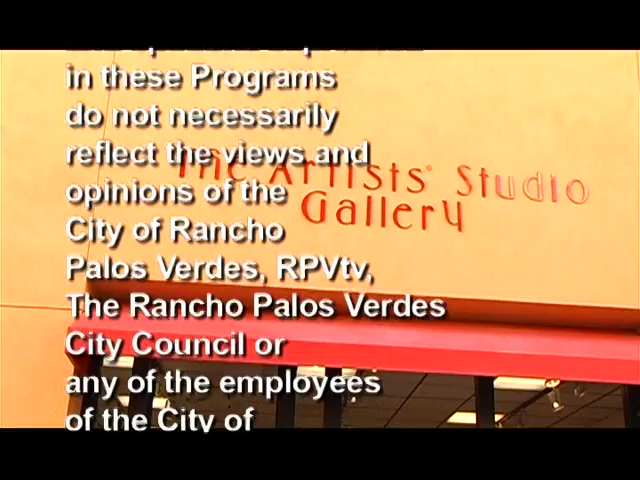 in these Programs
do not necessarily
reflect the views and
opinions of the
City of Rancho
Palos Verdes, RPVtv,
The Rancho Palos Verdes
City Council or
any of the employees
of the City of
The Artists' Studio
Gallery